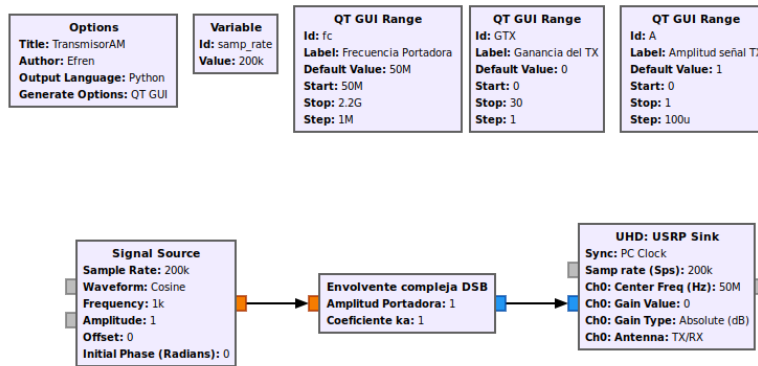 Options
Title: TransmisorAM
Author: Efren
Output Language: Python
Generate Options: QT GUI
Variable
Id: samp_rate
Value: 200k
QT GUI Range
Id: fc
Label: Frecuencia Portadora
Default Value: 50M
Start: 50M
Stop: 2.2G
Step: 1M
QT GUI Range
Id: GTX
Label: Ganancia del TX
Default Value: 0
Start: 0
Stop: 30
Step: 1
QT GUI Range
Id: A
Label: Amplitud señal TX
Default Value: 1
Start: 0
Stop: 1
Step: 100u
Signal Source
Sample Rate: 200k
Waveform: Cosine
Frequency: 1k
Amplitude: 1
Offset: 0
Initial Phase (Radians): 0
Envolvente compleja DSB
Amplitud Portadora: 1
Coeficiente ka: 1
UHD: USRP Sink
Sync: PC Clock
Samp rate (Sps): 200k
Ch0: Center Freq (Hz): 50M
Ch0: Gain Value: 0
Ch0: Gain Type: Absolute (dB)
Ch0: Antenna: TX/RX